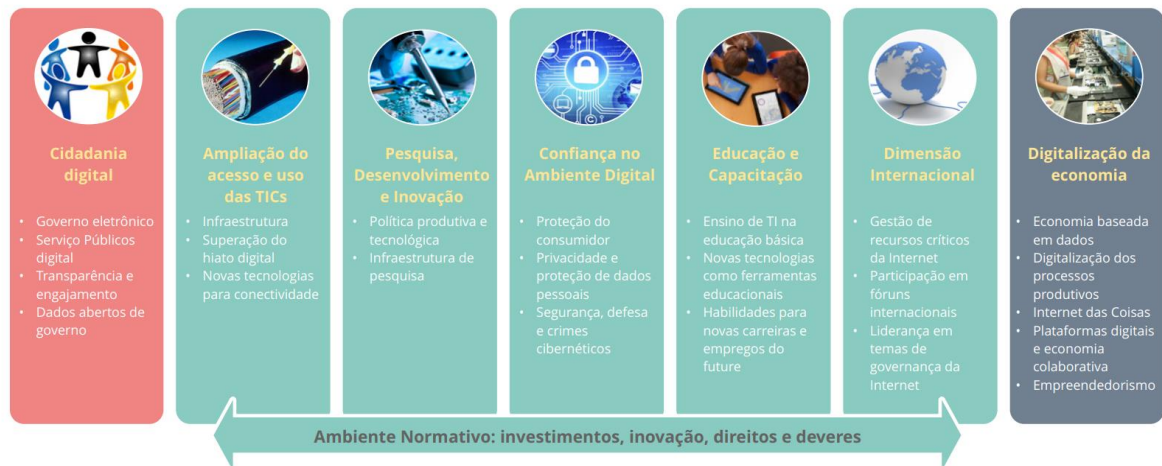 Cidadania
digital
• Governo eletrônico
• Serviço Públicos
digital
• Transparência e
engajamento
• Dados abertos de
governo
Ampliação do
acesso e uso
das TICs
• Infraestrutura
• Superação do
hiato digital
• Novas tecnologias
para conectividade
Pesquisa,
Desenvolvimento
e Inovação
• Política produtiva e
tecnológica
• Infraestrutura de
pesquisa
Confiança no
Ambiente Digital
• Proteção do
consumidor
• Privacidade e
proteção de dados
pessoais
• Segurança, defesa
e crimes
cibernéticos
Educação e
Capacitação
• Ensino de TI na
educação básica
• Novas tecnologias
como ferramentas
educacionais
• Habilidades para
novas carreiras e
empregos do
future
Dimensão
Internacional
• Gestão de
recursos críticos
da Internet
• Participação em
fóruns
internacionais
• Liderança em
temas de
governança da
Internet
Digitalização da
economia
• Economia baseada
em dados
• Digitalização dos
processos
produtivos
• Internet das Coisas
• Plataformas digitais
e economia
colaborativa
• Empreendedorismo
Ambiente Normativo: investimentos, inovação, direitos e deveres